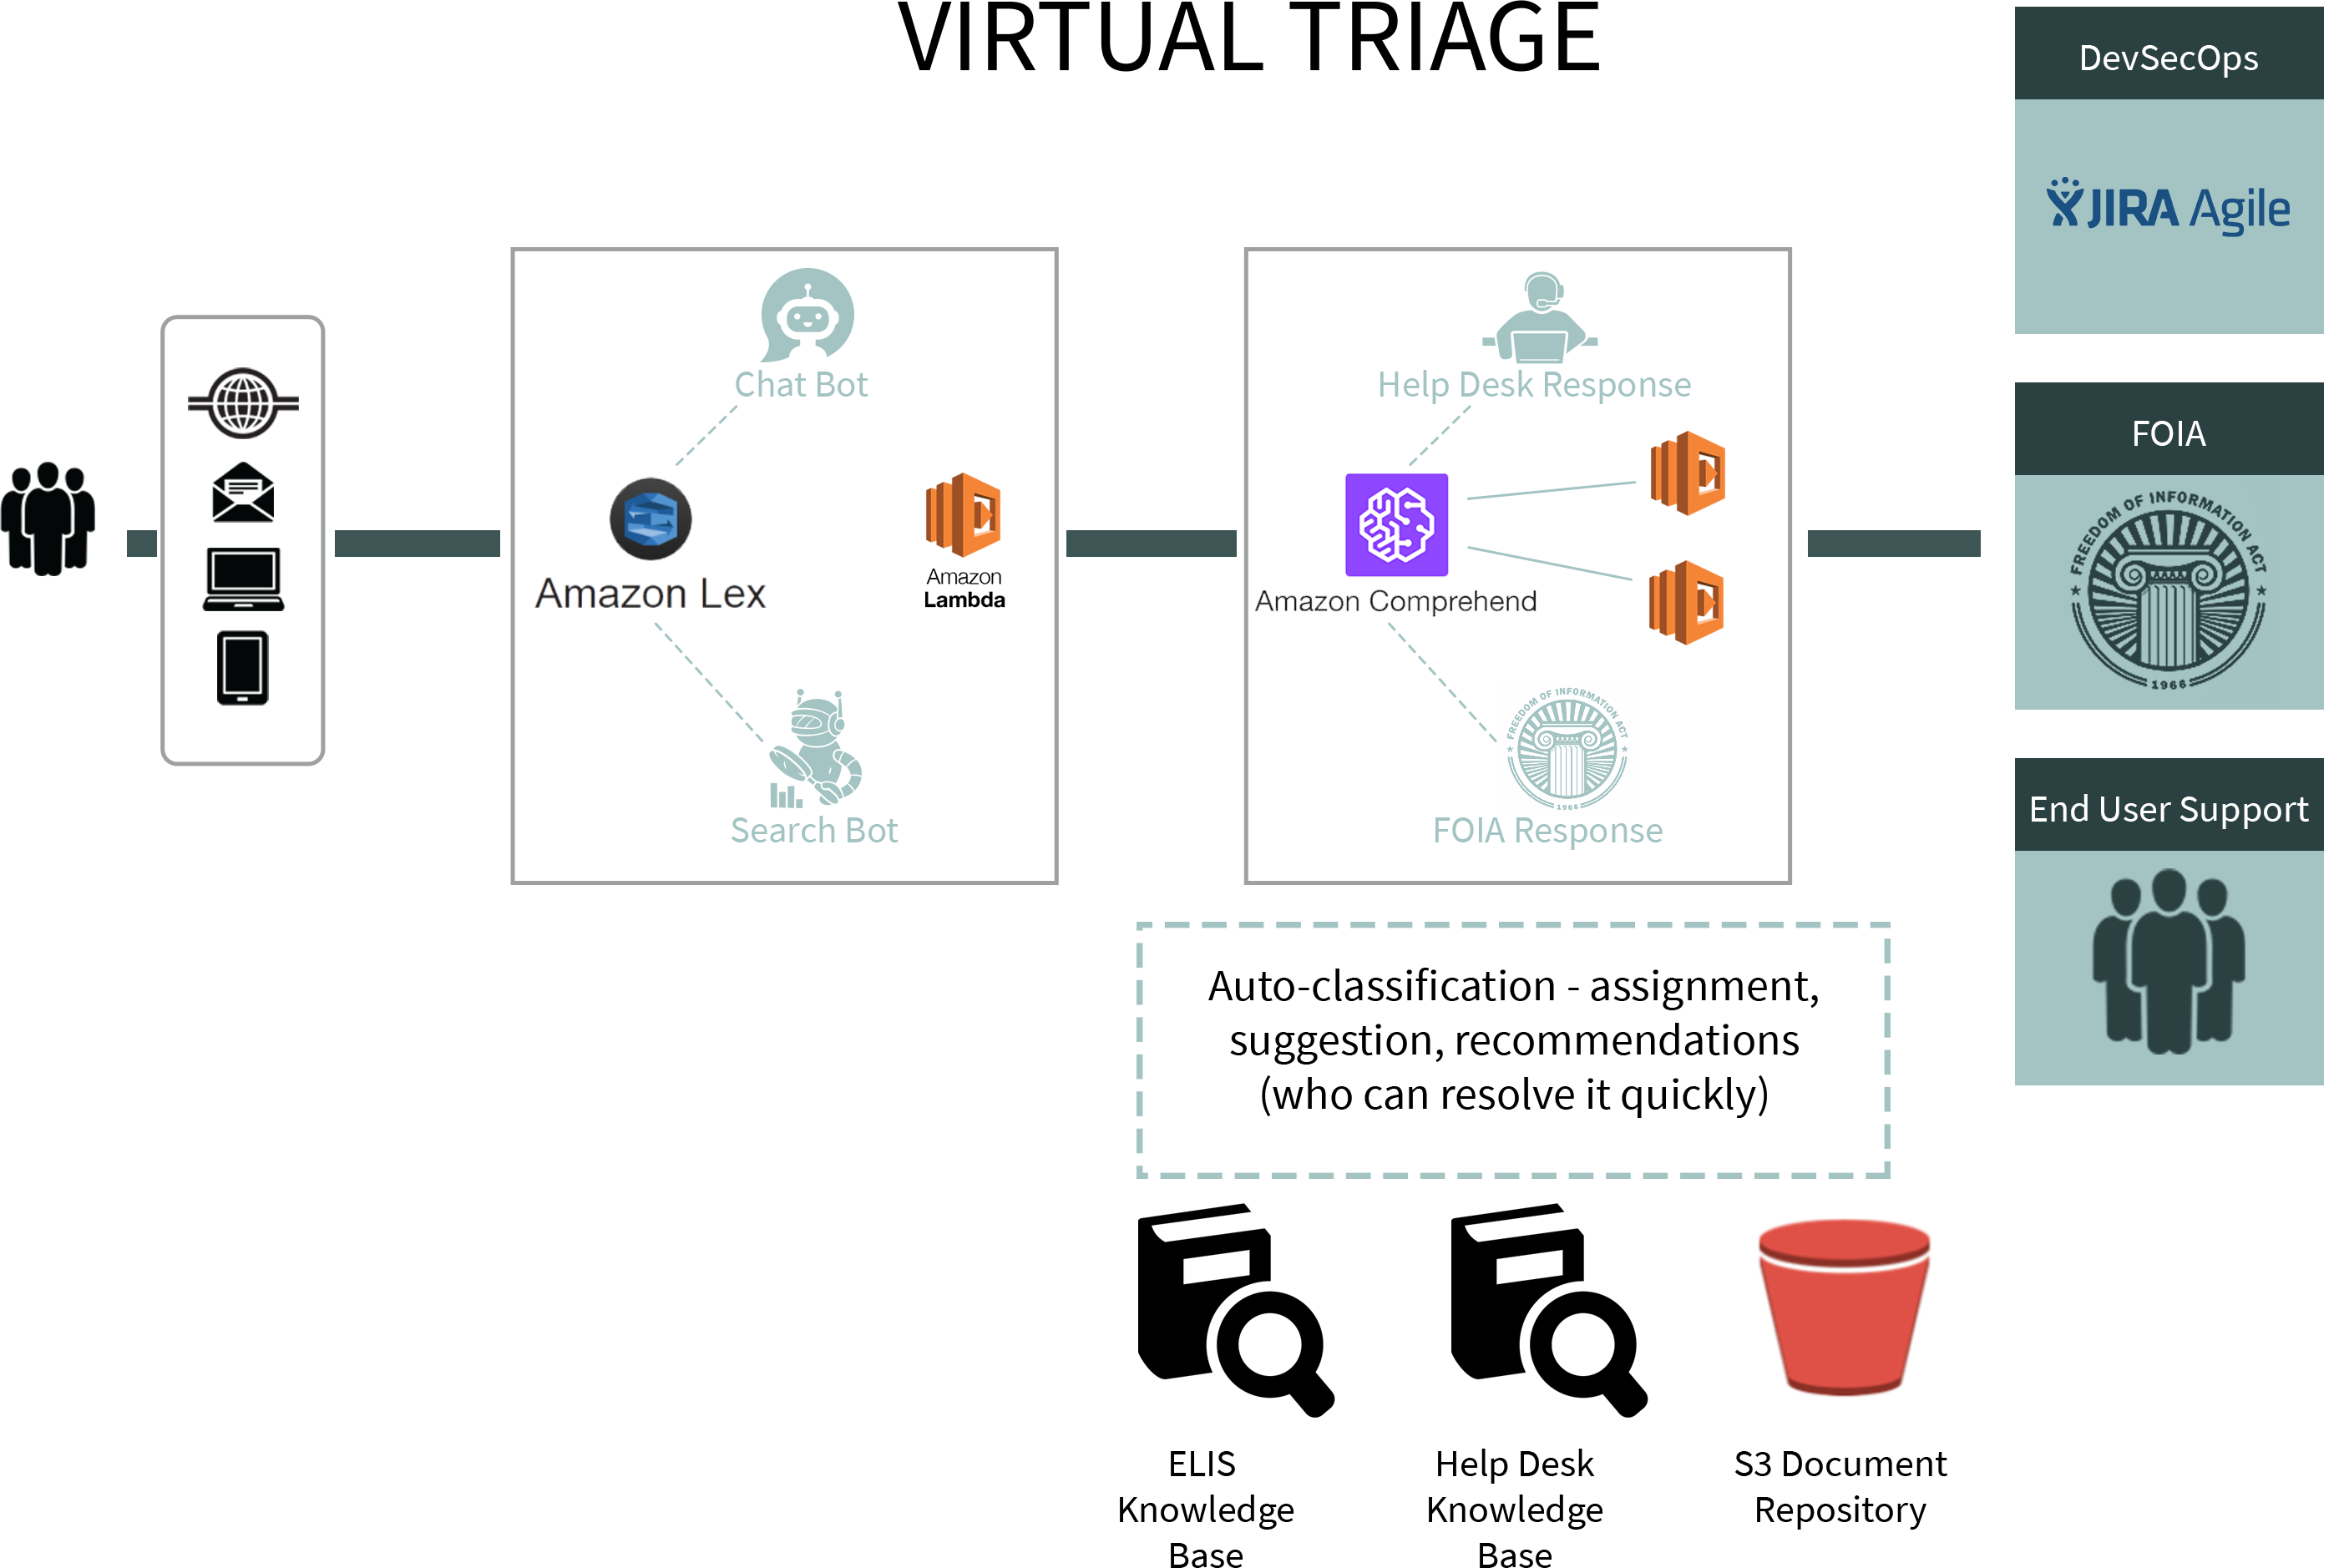 VIRTUAL TRIAGE
DevSecOps
JIRA Agile
Chat Bot
Amazon Lex
Amazon
Lambda
Search Bot
Help Desk Response
Amazon Comprehend
FREEDOM OF INFORMATION ACT
1966
FOIA Response
FOIA
FREEDOM OF INFORMATION ACT
1966
End User Support
Auto-classification - assignment,
suggestion, recommendations
(who can resolve it quickly)
ELIS
Knowledge
Base
Help Desk
Knowledge
Base
S3 Document
Repository